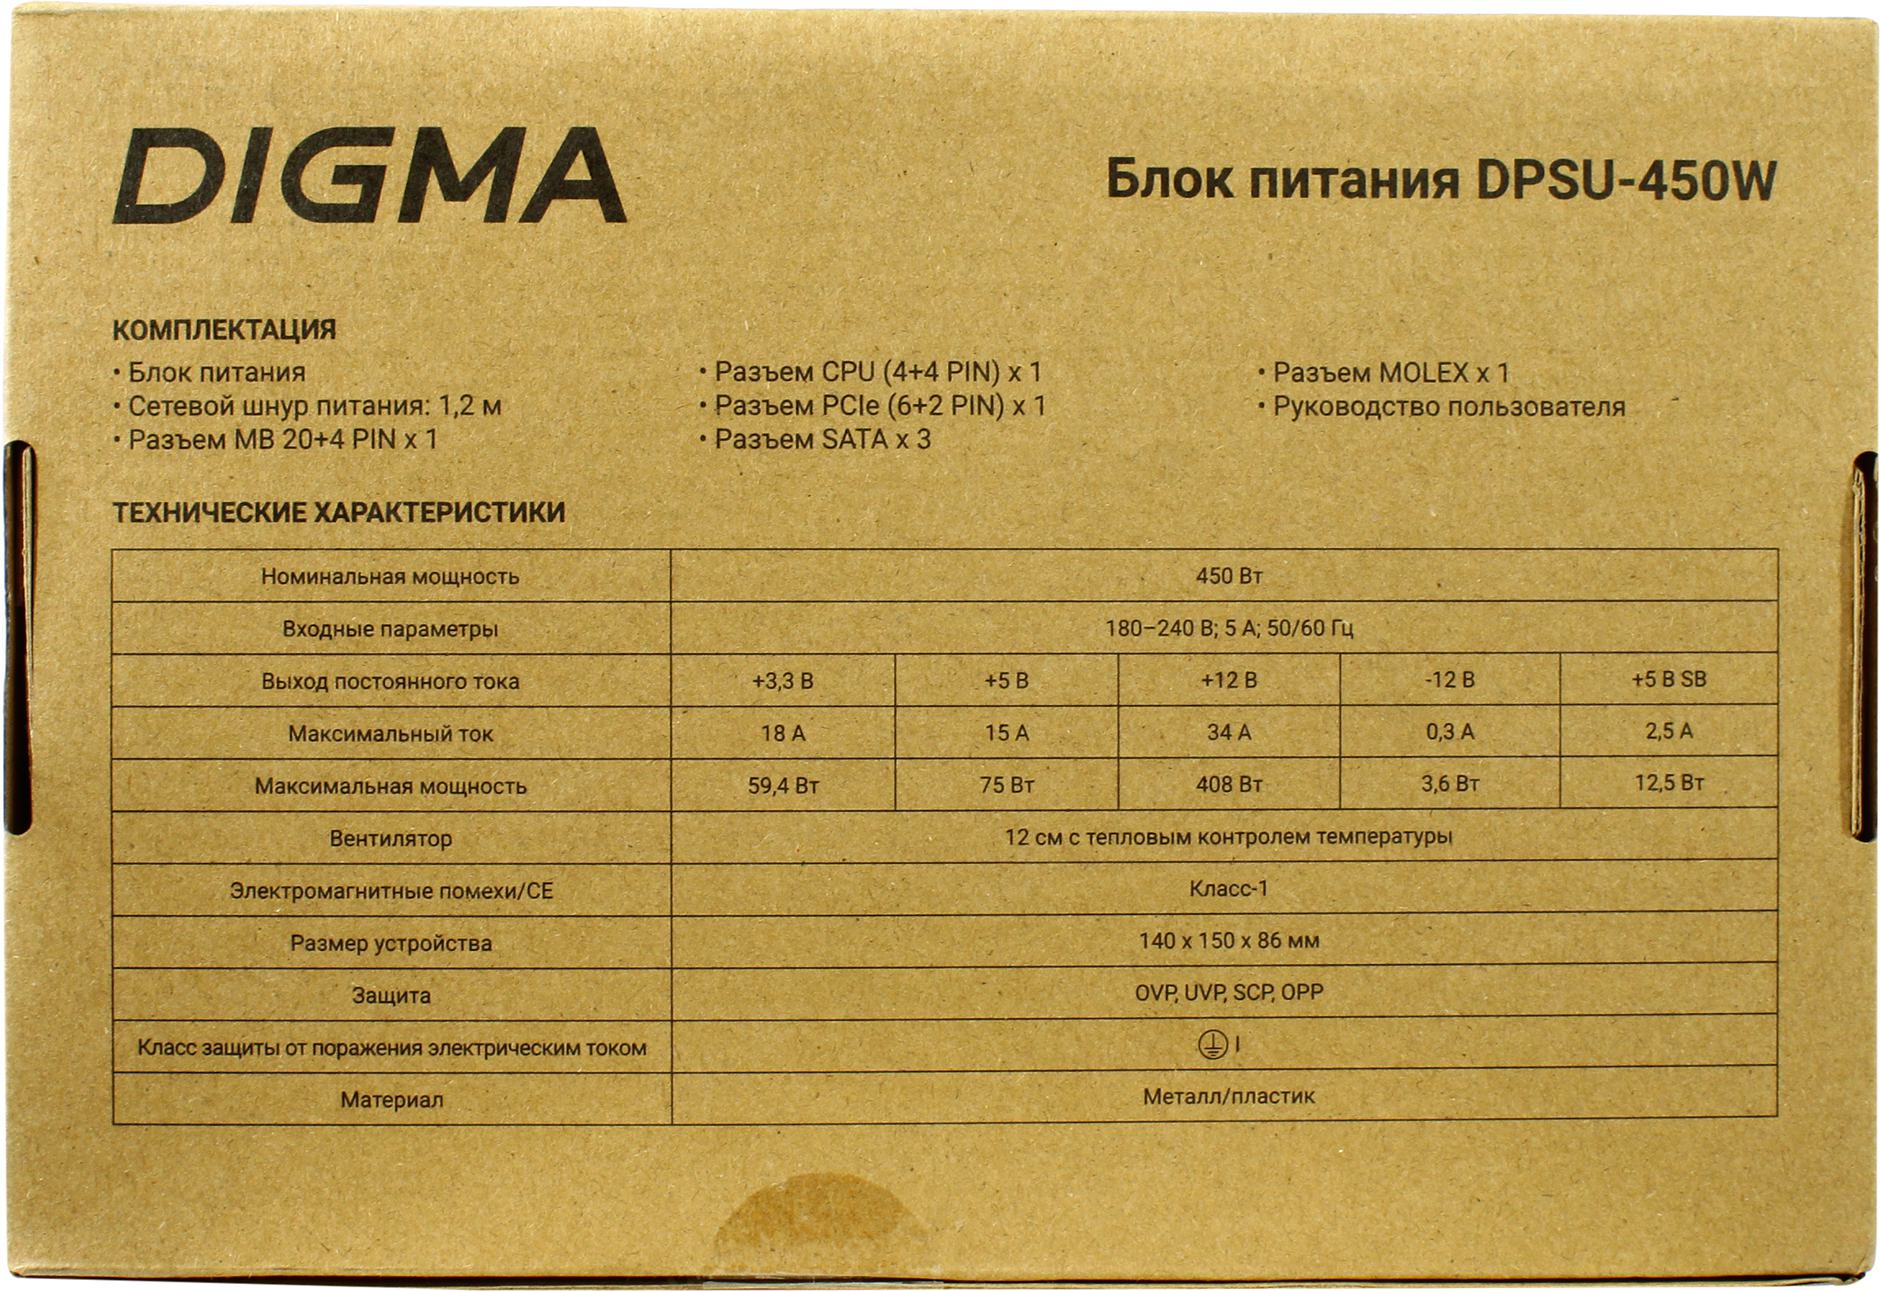 DIGMA
Блок питания DPSU-450W
КОМПЛЕКТАЦИЯ
• Блок питания
• Сетевой шнур питания: 1,2 м
• Разъем MB 20+4 PIN x 1
• Разъем CPU (4+4 PIN) x 1
• Разъем PCIe (6+2 PIN) x 1
• Разъем SATA x 3
• Разъем MOLEX x 1
• Руководство пользователя
ТЕХНИЧЕСКИЕ ХАРАКТЕРИСТИКИ
Номинальная мощность 450 Вт
Входные параметры 180–240 В; 5 А; 50/60 Гц
Выход постоянного тока +3,3 В +5 В +12 В -12 В +5 В SB
Максимальный ток 18 А 15 А 34 А 0,3 А 2,5 А
Максимальная мощность 59,4 Вт 75 Вт 408 Вт 3,6 Вт 12,5 Вт
Вентилятор 12 см с тепловым контролем температуры
Электромагнитные помехи/CE Класс-1
Размер устройства 140 x 150 x 86 мм
Защита OVP, UVP, SCP, OPP
Класс защиты от поражения электрическим током I
Материал Металл/пластик